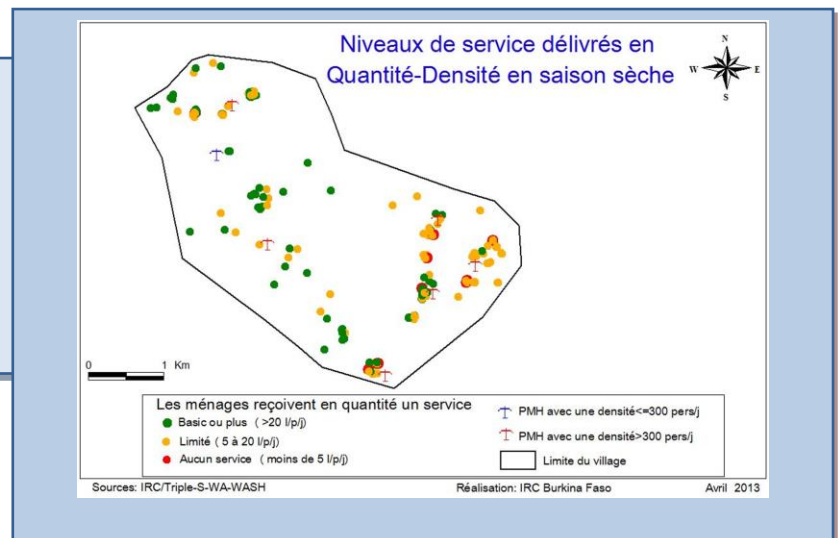 Niveaux de service délivrés en
Quantité-Densité en saison sèche
N
W E
S
0 1 Km
Les ménages reçoivent en quantité un service
Basic ou plus ( >20 l/p/j)
Limité ( 5 à 20 l/p/j)
Aucun service ( moins de 5 l/p/j)
PMH avec une densité<=300 pers/j
PMH avec une densité>300 pers/j
Limite du village
Sources: IRC/Triple-S-WA-WASH Réalisation: IRC Burkina Faso Avril 2013